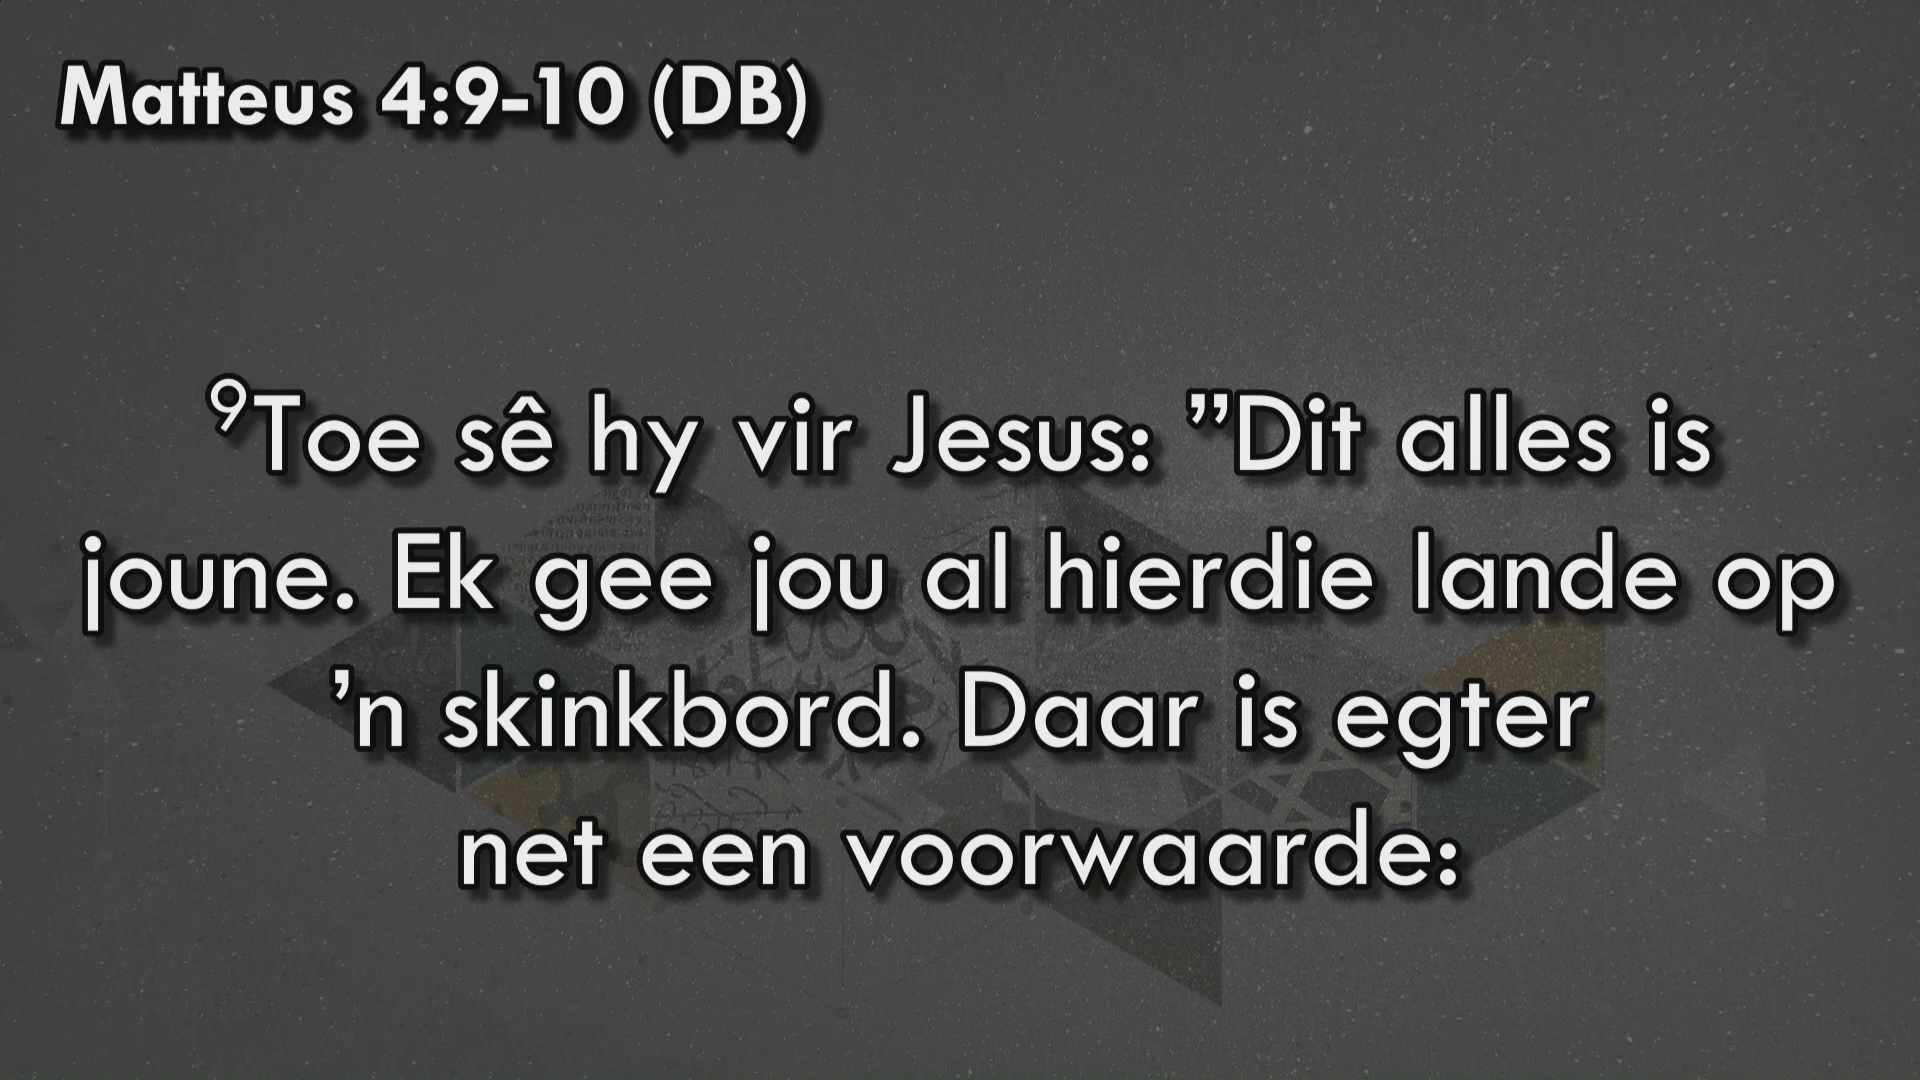 Matteus 4:9-10 (DB)
⁹Toe sê hy vir Jesus: ”Dit alles is
joune. Ek gee jou al hierdie lande op
’n skinkbord. Daar is egter
net een voorwaarde: